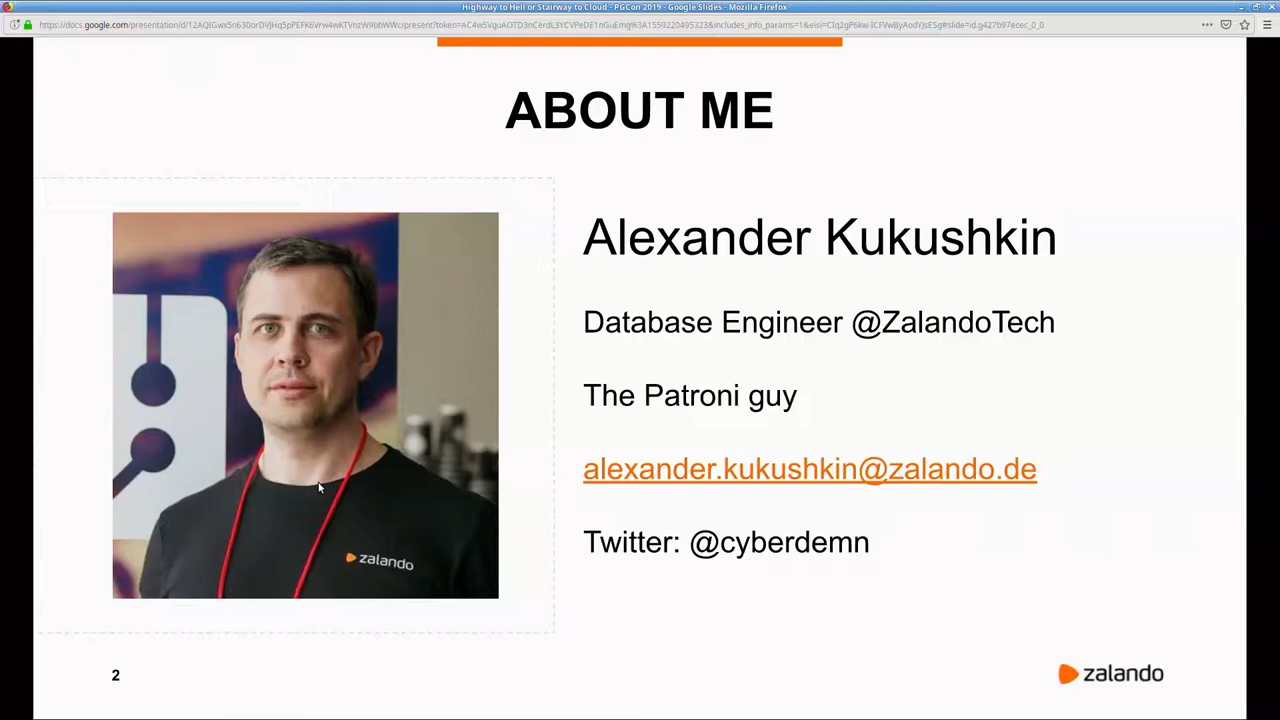 Highway to Hell or Stairway to Cloud - PGCon 2019 - Google Slides - Mozilla Firefox
ABOUT ME
Alexander Kukushkin
Database Engineer @ZalandoTech
The Patroni guy
alexander.kukushkin@zalando.de
Twitter: @cyberdemn
zalando
2
zalando